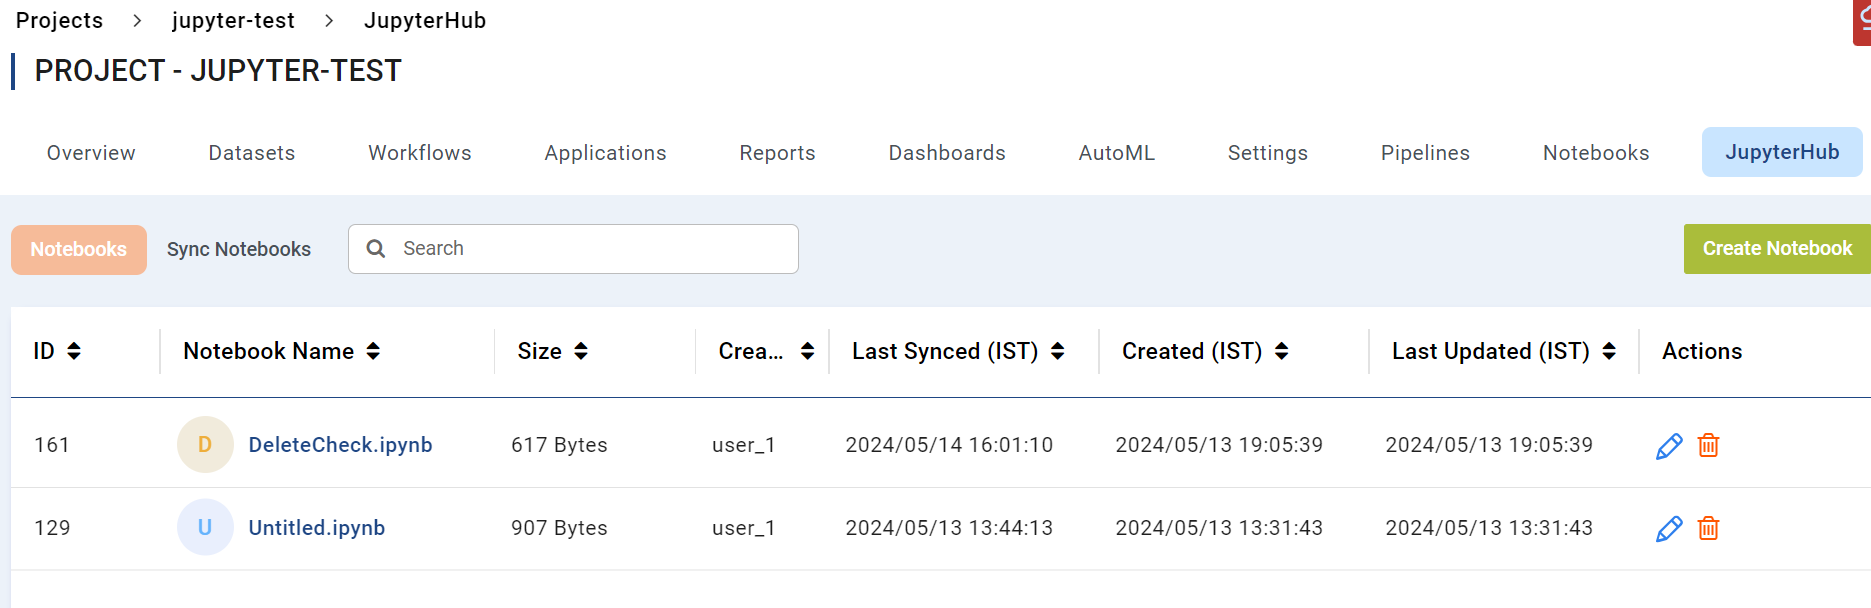 Projects > jupyter-test > JupyterHub
PROJECT - JUPYTER-TEST
Overview Datasets Workflows Applications Reports Dashboards AutoML Settings Pipelines Notebooks JupyterHub
Notebooks Sync Notebooks Search Create Notebook
ID Notebook Name Size Crea... Last Synced (IST) Created (IST) Last Updated (IST) Actions
161 D DeleteCheck.ipynb 617 Bytes user_1 2024/05/14 16:01:10 2024/05/13 19:05:39 2024/05/13 19:05:39
129 U Untitled.ipynb 907 Bytes user_1 2024/05/13 13:44:13 2024/05/13 13:31:43 2024/05/13 13:31:43